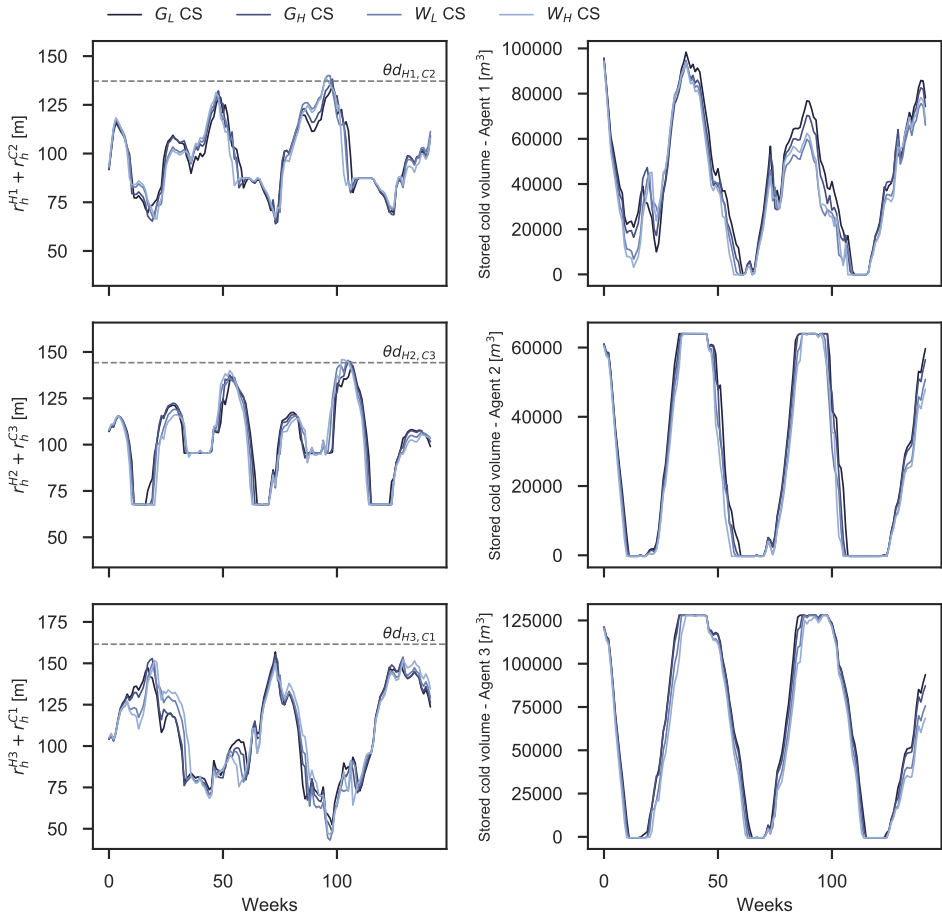 G_L CS G_H CS W_L CS W_H CS
150
125
100
75
50
r_h^{H1} + r_h^{C2} [m]
θd_{H1,C2}
100000
80000
60000
40000
20000
0
Stored cold volume - Agent 1 [m^3]
150
125
100
75
50
r_h^{H2} + r_h^{C3} [m]
θd_{H2,C3}
60000
40000
20000
0
Stored cold volume - Agent 2 [m^3]
175
150
125
100
75
50
r_h^{H3} + r_h^{C1} [m]
θd_{H3,C1}
0 50 100
Weeks
125000
100000
75000
50000
25000
0
Stored cold volume - Agent 3 [m^3]
0 50 100
Weeks